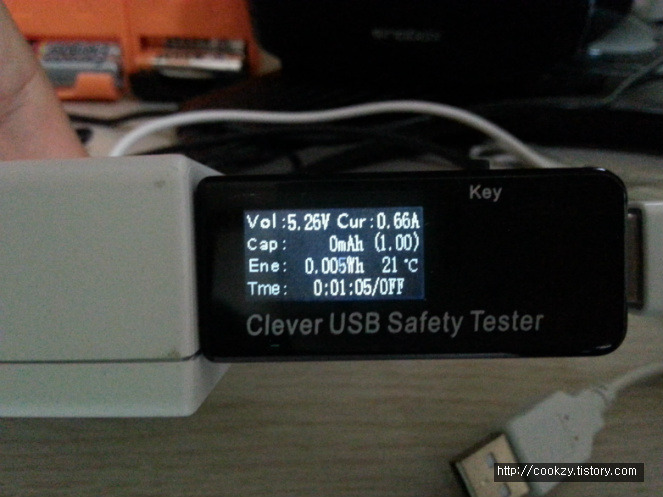 Key
Vol:5.26V Cur:0.66A
Cap: 0mAh (1.00)
Ene: 0.005Wh 21℃
Tme: 0:01:05/OFF
Clever USB Safety Tester
http://cookzy.tistory.com